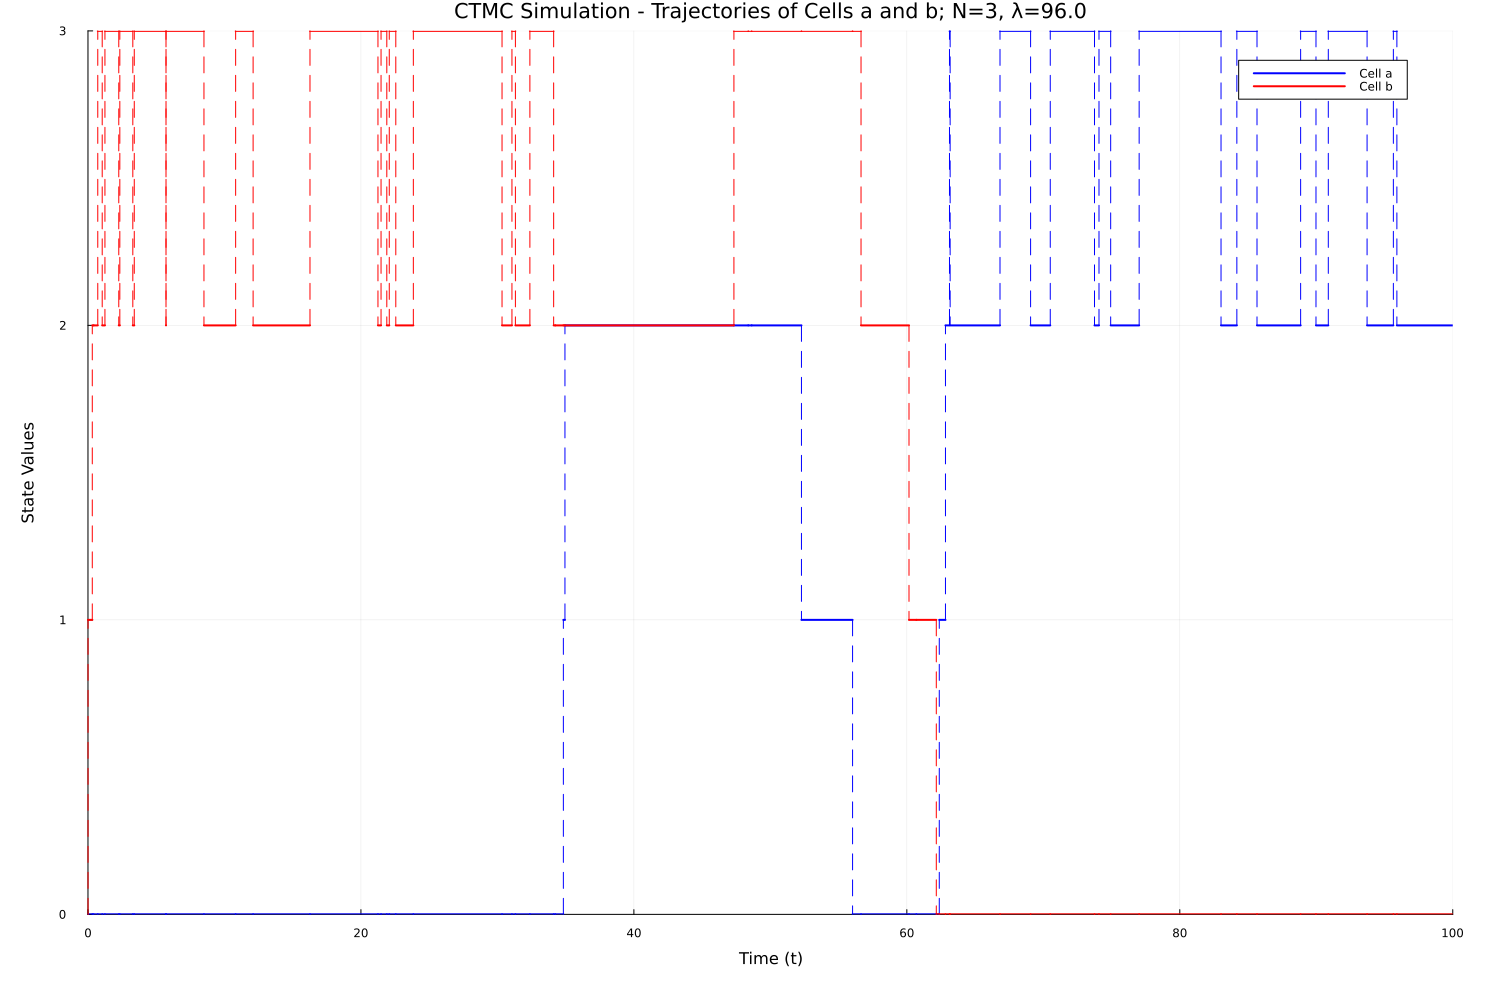 CTMC Simulation - Trajectories of Cells a and b; N=3, λ=96.0
3
Cell a
Cell b
2
State Values
1
0
0 20 40 60 80 100
Time (t)